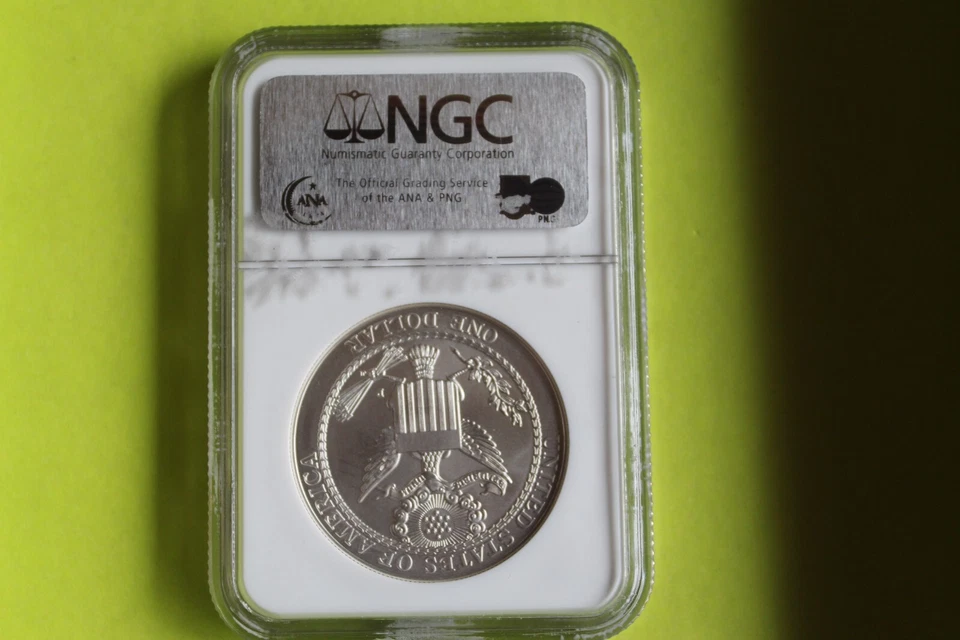 NGC
Numismatic Guaranty Corporation
The Official Grading Service
of the ANA & PNG
ANA
PNG
ONE DOLLAR
UNITED STATES OF AMERICA